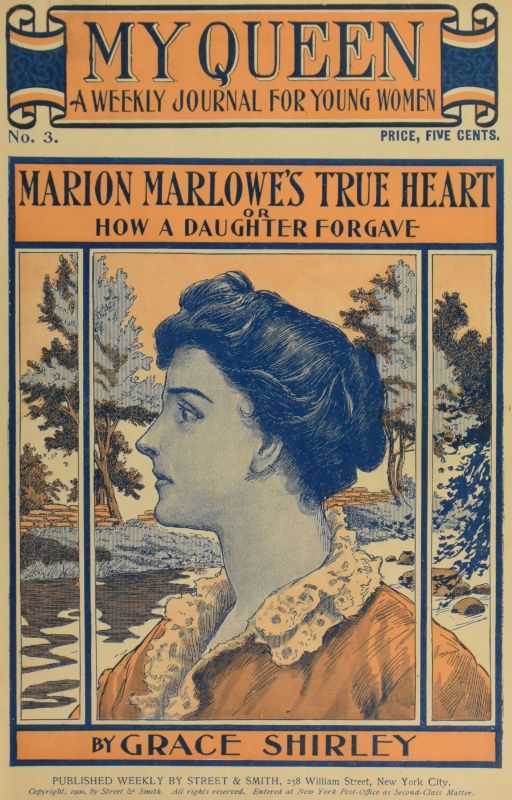 MY QUEEN
A WEEKLY JOURNAL FOR YOUNG WOMEN
No. 3.
PRICE, FIVE CENTS.
MARION MARLOWE'S TRUE HEART
OR
HOW A DAUGHTER FORGAVE
BY GRACE SHIRLEY
PUBLISHED WEEKLY BY STREET & SMITH, 238 William Street, New York City.
Copyright, 1900, by Street & Smith. All rights reserved. Entered at New York Post-Office as Second-Class Matter.